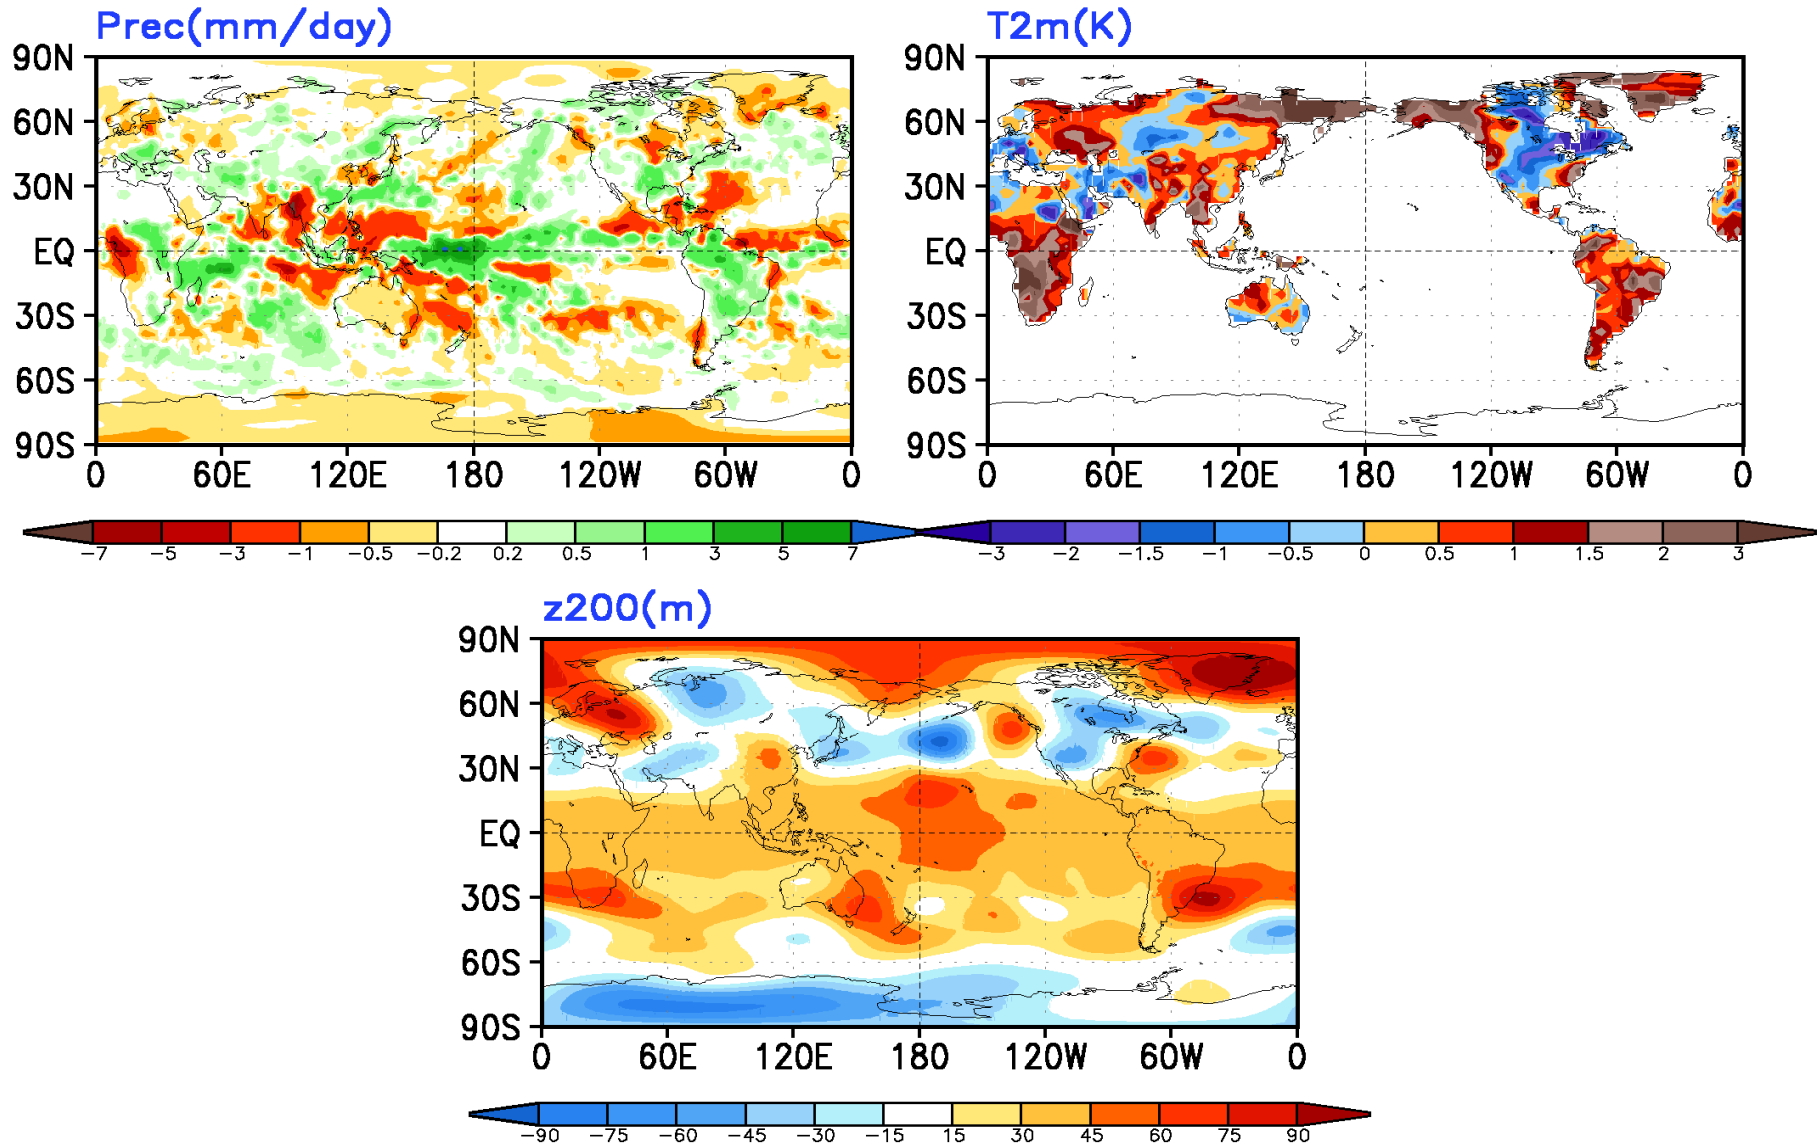 Prec(mm/day)
90N
60N
30N
EQ
30S
60S
90S
0 60E 120E 180 120W 60W 0
-7 -5 -3 -1 -0.5 -0.2 0.2 0.5 1 3 5 7
T2m(K)
90N
60N
30N
EQ
30S
60S
90S
0 60E 120E 180 120W 60W 0
-3 -2 -1.5 -1 -0.5 0 0.5 1 1.5 2 3
z200(m)
90N
60N
30N
EQ
30S
60S
90S
0 60E 120E 180 120W 60W 0
-90 -75 -60 -45 -30 -15 15 30 45 60 75 90